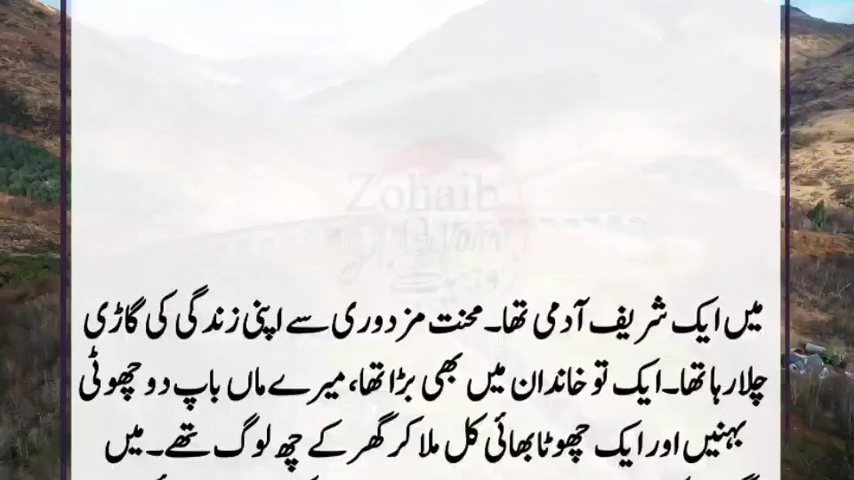 Zohaib
Voice
میں ایک شریف آدمی تھا۔ محنت مزدوری سے اپنی زندگی کی گاڑی
چلا رہا تھا۔ ایک تو خاندان میں بھی بڑا تھا، میرے ماں باپ دو چھوٹی
بہنیں اور ایک چھوٹا بھائی کل ملا کر گھر کے چھ لوگ تھے۔ میں